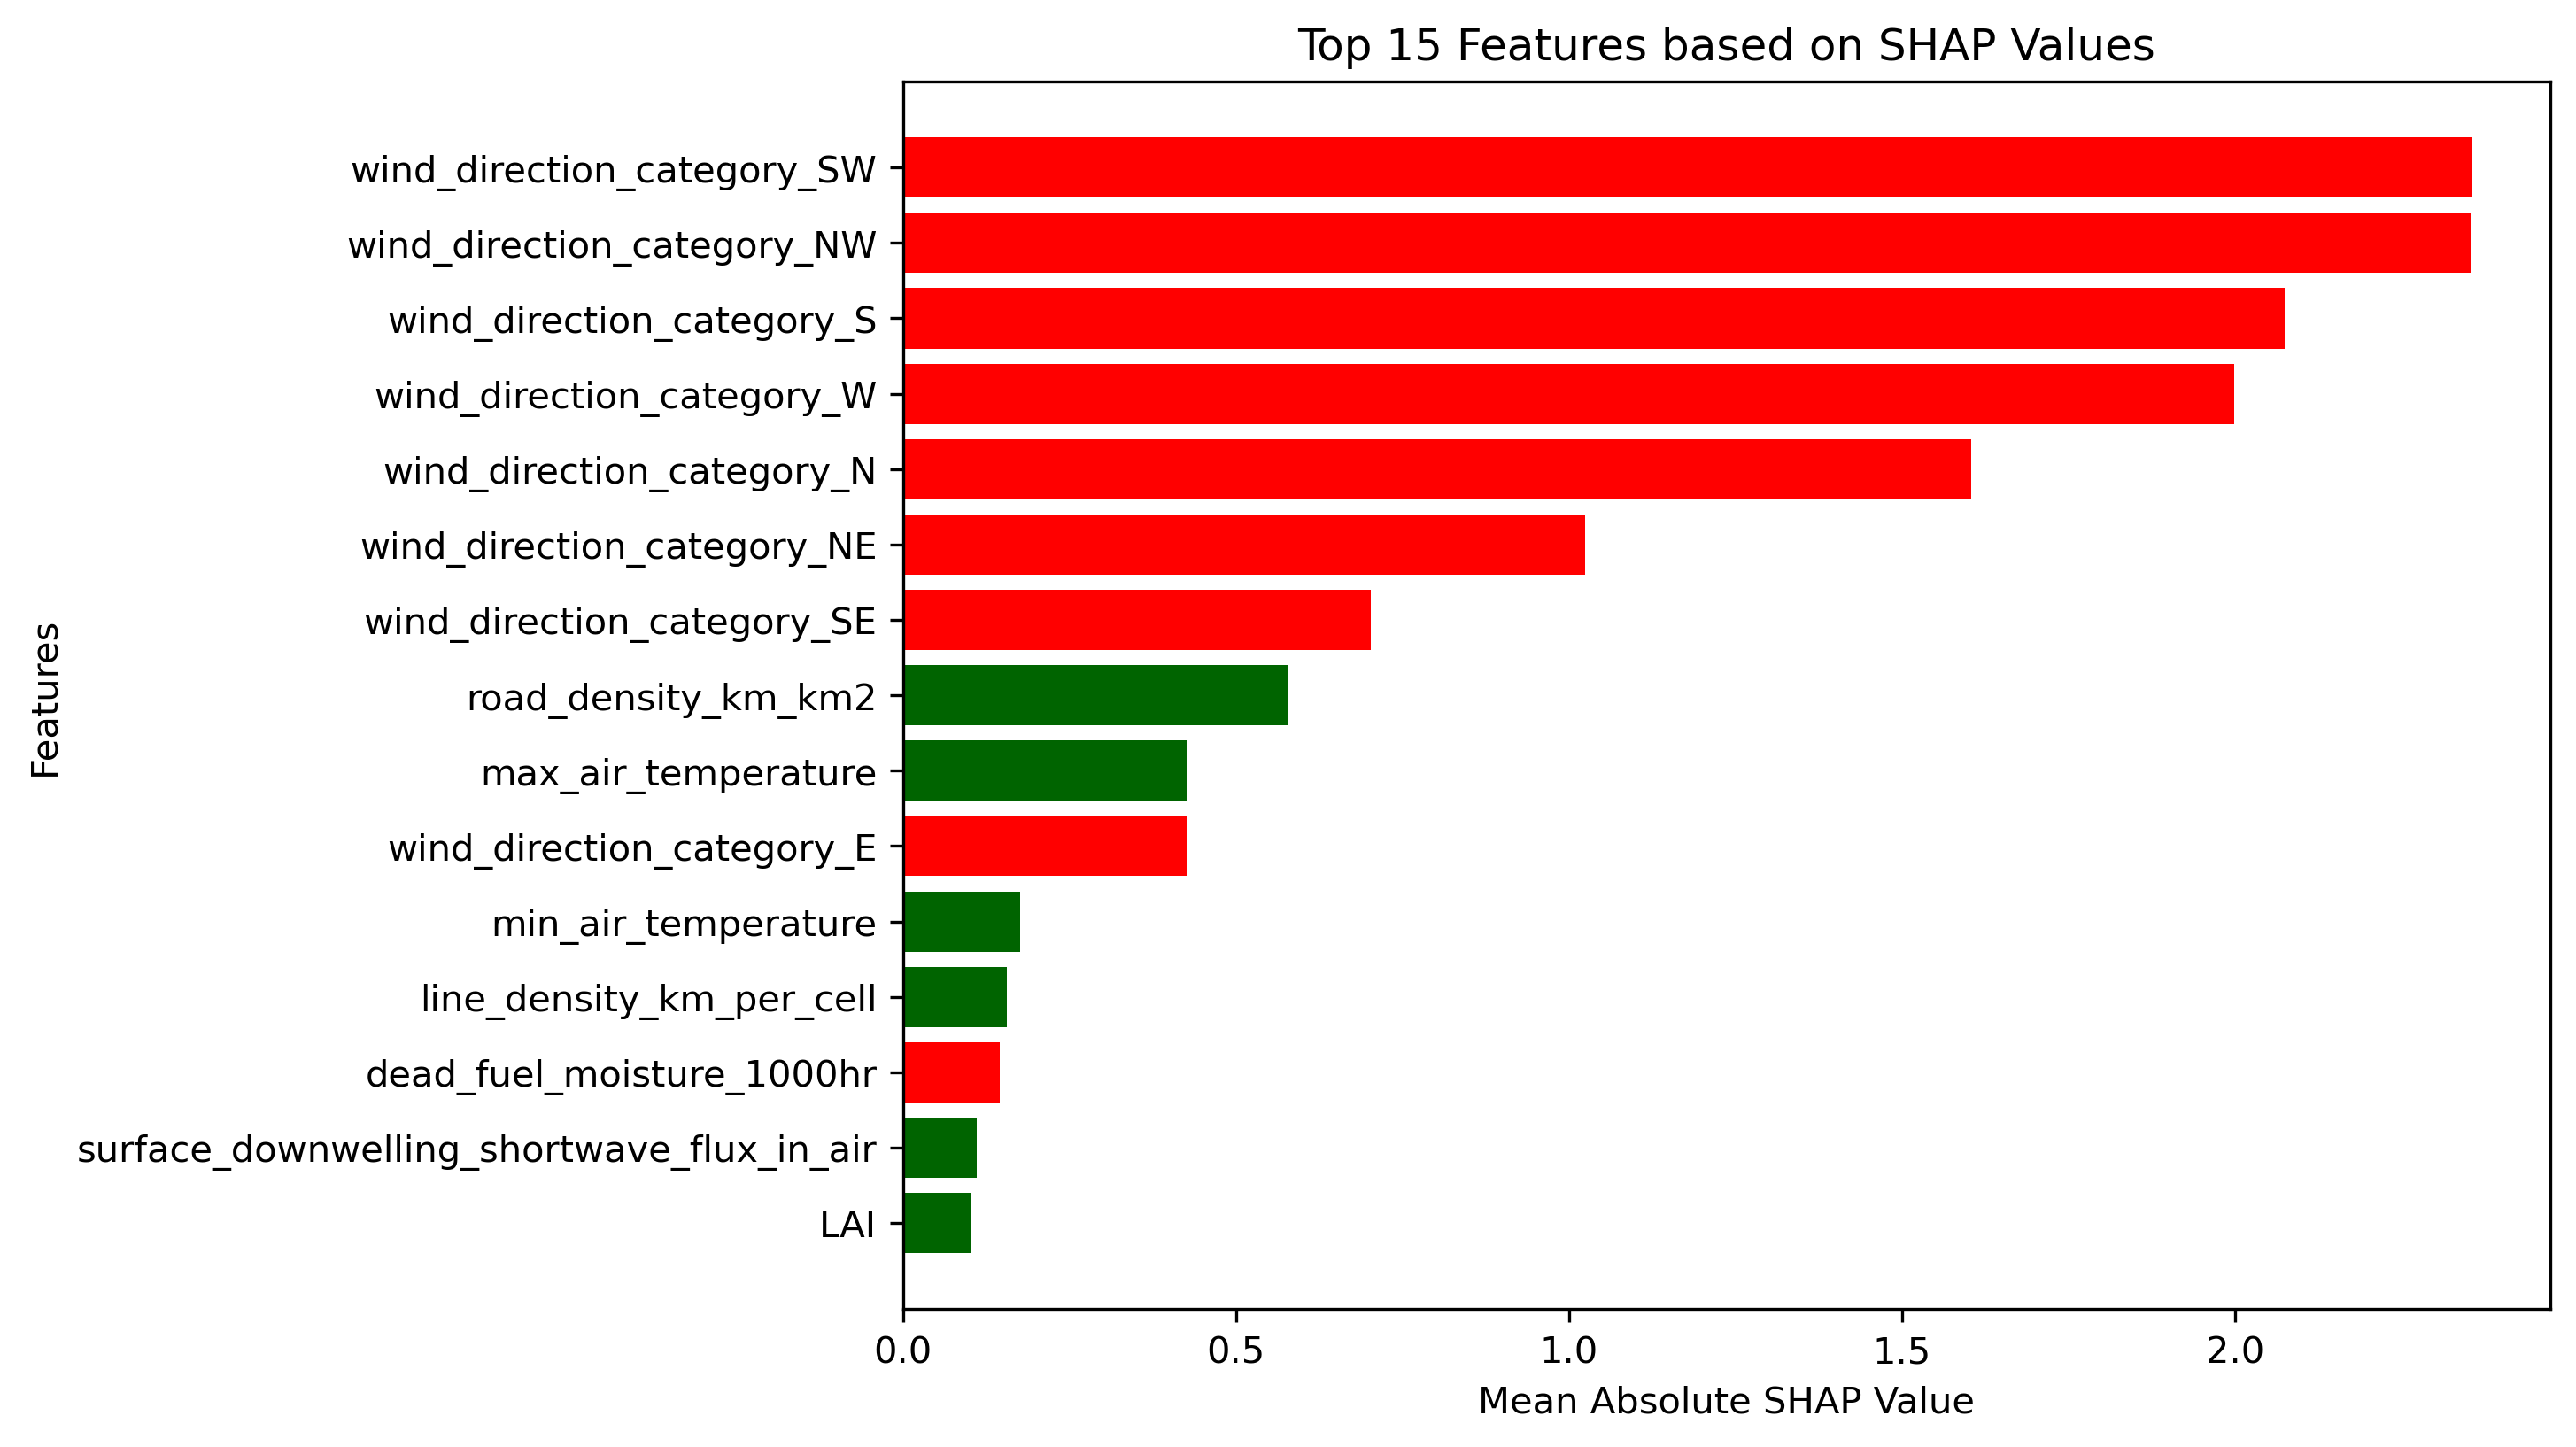 Top 15 Features based on SHAP Values
wind_direction_category_SW
wind_direction_category_NW
wind_direction_category_S
wind_direction_category_W
wind_direction_category_N
wind_direction_category_NE
wind_direction_category_SE
road_density_km_km2
max_air_temperature
wind_direction_category_E
min_air_temperature
line_density_km_per_cell
dead_fuel_moisture_1000hr
surface_downwelling_shortwave_flux_in_air
LAI
Features
0.0 0.5 1.0 1.5 2.0
Mean Absolute SHAP Value